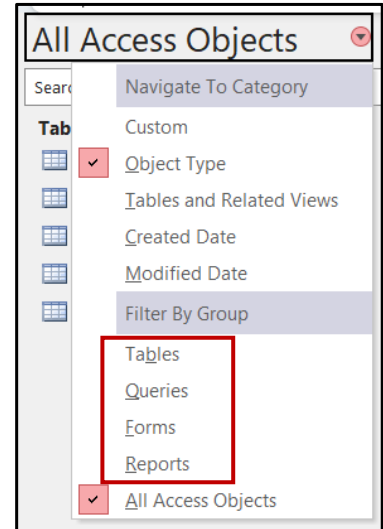 All Access Objects
Sear
Navigate To Category
Tab
Custom
Object Type
Tables and Related Views
Created Date
Modified Date
Filter By Group
Tables
Queries
Forms
Reports
All Access Objects